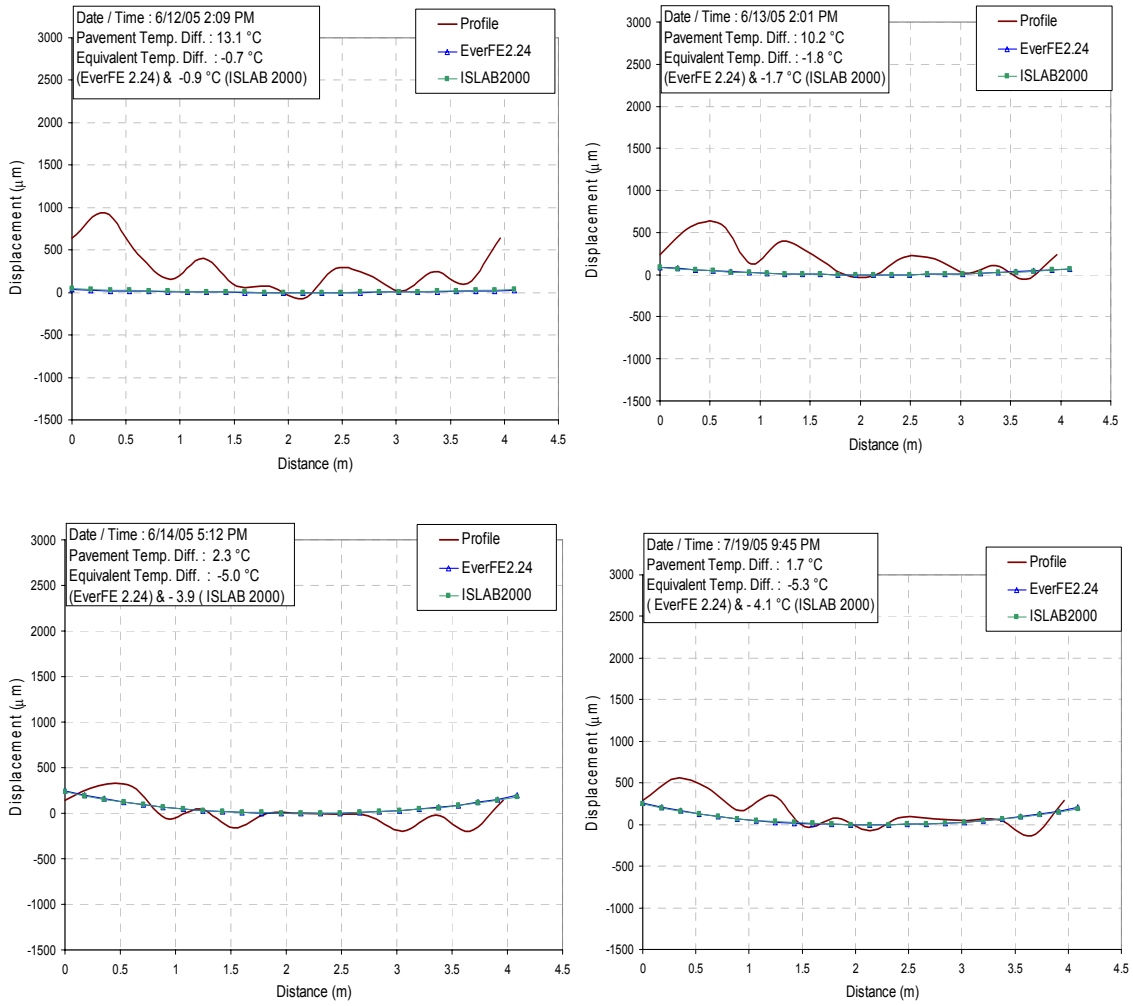 Date / Time : 6/12/05 2:09 PM
Pavement Temp. Diff. : 13.1 °C
Equivalent Temp. Diff. : -0.7 °C
(EverFE 2.24) & -0.9 °C (ISLAB 2000)
Profile
EverFE2.24
ISLAB2000
3000
2500
2000
1500
1000
500
0
-500
-1000
-1500
Displacement (μm)
0 0.5 1 1.5 2 2.5 3 3.5 4 4.5
Distance (m)
Date / Time : 6/13/05 2:01 PM
Pavement Temp. Diff. : 10.2 °C
Equivalent Temp. Diff. : -1.8 °C
(EverFE 2.24) & -1.7 °C (ISLAB 2000)
Profile
EverFE2.24
ISLAB2000
3000
2500
2000
1500
1000
500
0
-500
-1000
-1500
Displacement (μm)
0 0.5 1 1.5 2 2.5 3 3.5 4 4.5
Distance (m)
Date / Time : 6/14/05 5:12 PM
Pavement Temp. Diff. : 2.3 °C
Equivalent Temp. Diff. : -5.0 °C
(EverFE 2.24) & - 3.9 ( ISLAB 2000)
Profile
EverFE2.24
ISLAB2000
3000
2500
2000
1500
1000
500
0
-500
-1000
-1500
Displacement (μm)
0 0.5 1 1.5 2 2.5 3 3.5 4 4.5
Distance (m)
Date / Time : 7/19/05 9:45 PM
Pavement Temp. Diff. : 1.7 °C
Equivalent Temp. Diff. : -5.3 °C
( EverFE 2.24) & - 4.1 °C (ISLAB 2000)
Profile
EverFE2.24
ISLAB2000
3000
2500
2000
1500
1000
500
0
-500
-1000
-1500
Displacement (μm)
0 0.5 1 1.5 2 2.5 3 3.5 4 4.5
Distance (m)